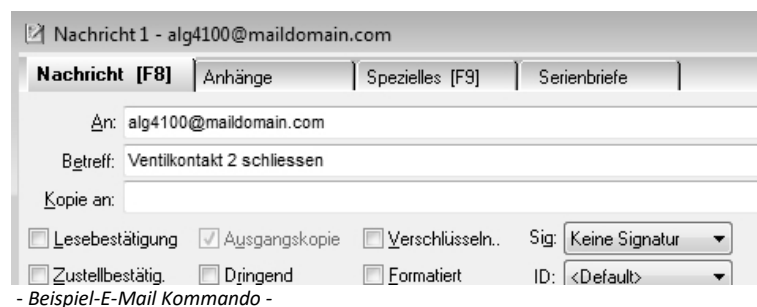 Nachricht 1 - alg4100@maildomain.com
Nachricht [F8] Anhänge Spezielles [F9] Serienbriefe
An: alg4100@maildomain.com
Betreff: Ventilkontakt 2 schliessen
Kopie an:
Lesebestätigung Ausgangskopie Verschlüsseln.. Sig: Keine Signatur
Zustellbestätig. Dringend Formatiert ID: <Default>
- Beispiel-E-Mail Kommando -